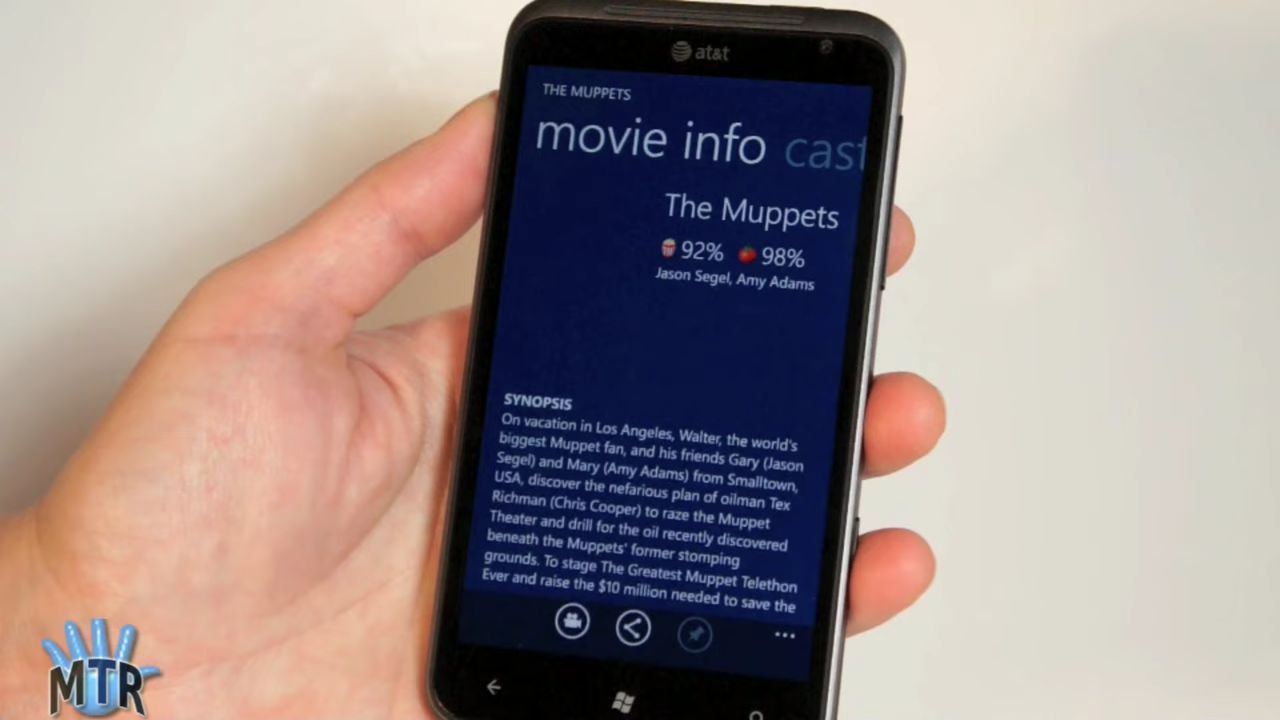 at&t
THE MUPPETS
movie info cast
The Muppets
92% 98%
Jason Segel, Amy Adams
SYNOPSIS
On vacation in Los Angeles, Walter, the world's
biggest Muppet fan, and his friends Gary (Jason
Segel) and Mary (Amy Adams) from Smalltown,
USA, discover the nefarious plan of oilman Tex
Richman (Chris Cooper) to raze the Muppet
Theater and drill for the oil recently discovered
beneath the Muppets' former stomping
grounds. To stage The Greatest Muppet Telethon
Ever and raise the $10 million needed to save the
MTR